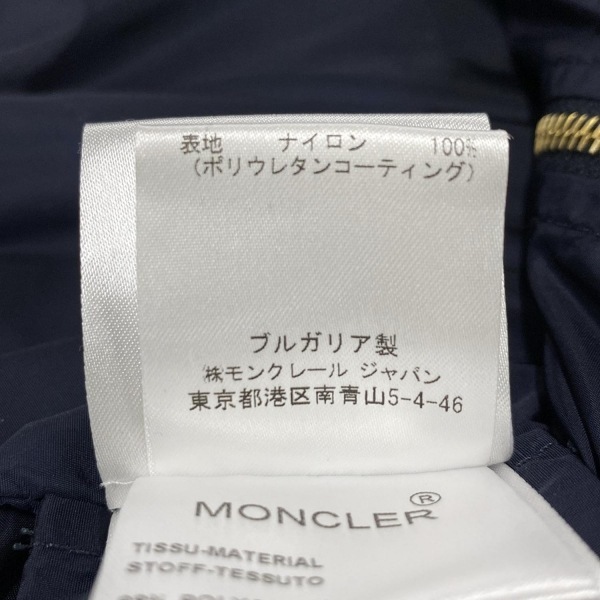 表地 ナイロン 100%
(ポリウレタンコーティング)
ブルガリア製
㈱モンクレール ジャパン
東京都港区南青山5-4-46
MONCLER®
TISSU-MATERIAL
STOFF-TESSUTO